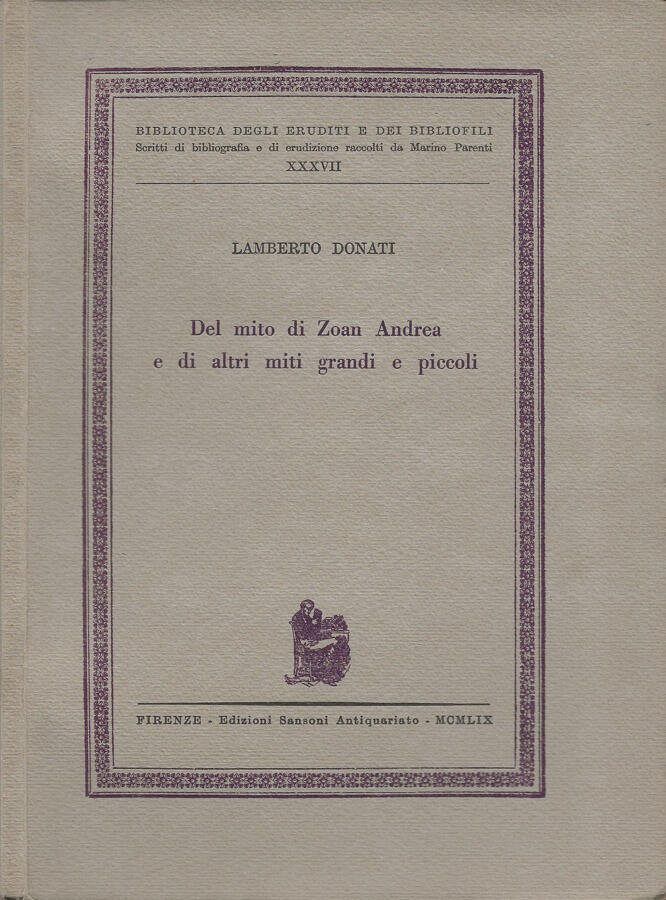 BIBLIOTECA DEGLI ERUDITI E DEI BIBLIOFILI
Scritti di bibliografia e di erudizione raccolti da Marino Parenti
XXXVII
LAMBERTO DONATI
Del mito di Zoan Andrea
e di altri miti grandi e piccoli
FIRENZE - Edizioni Sansoni Antiquariato - MCMLIX